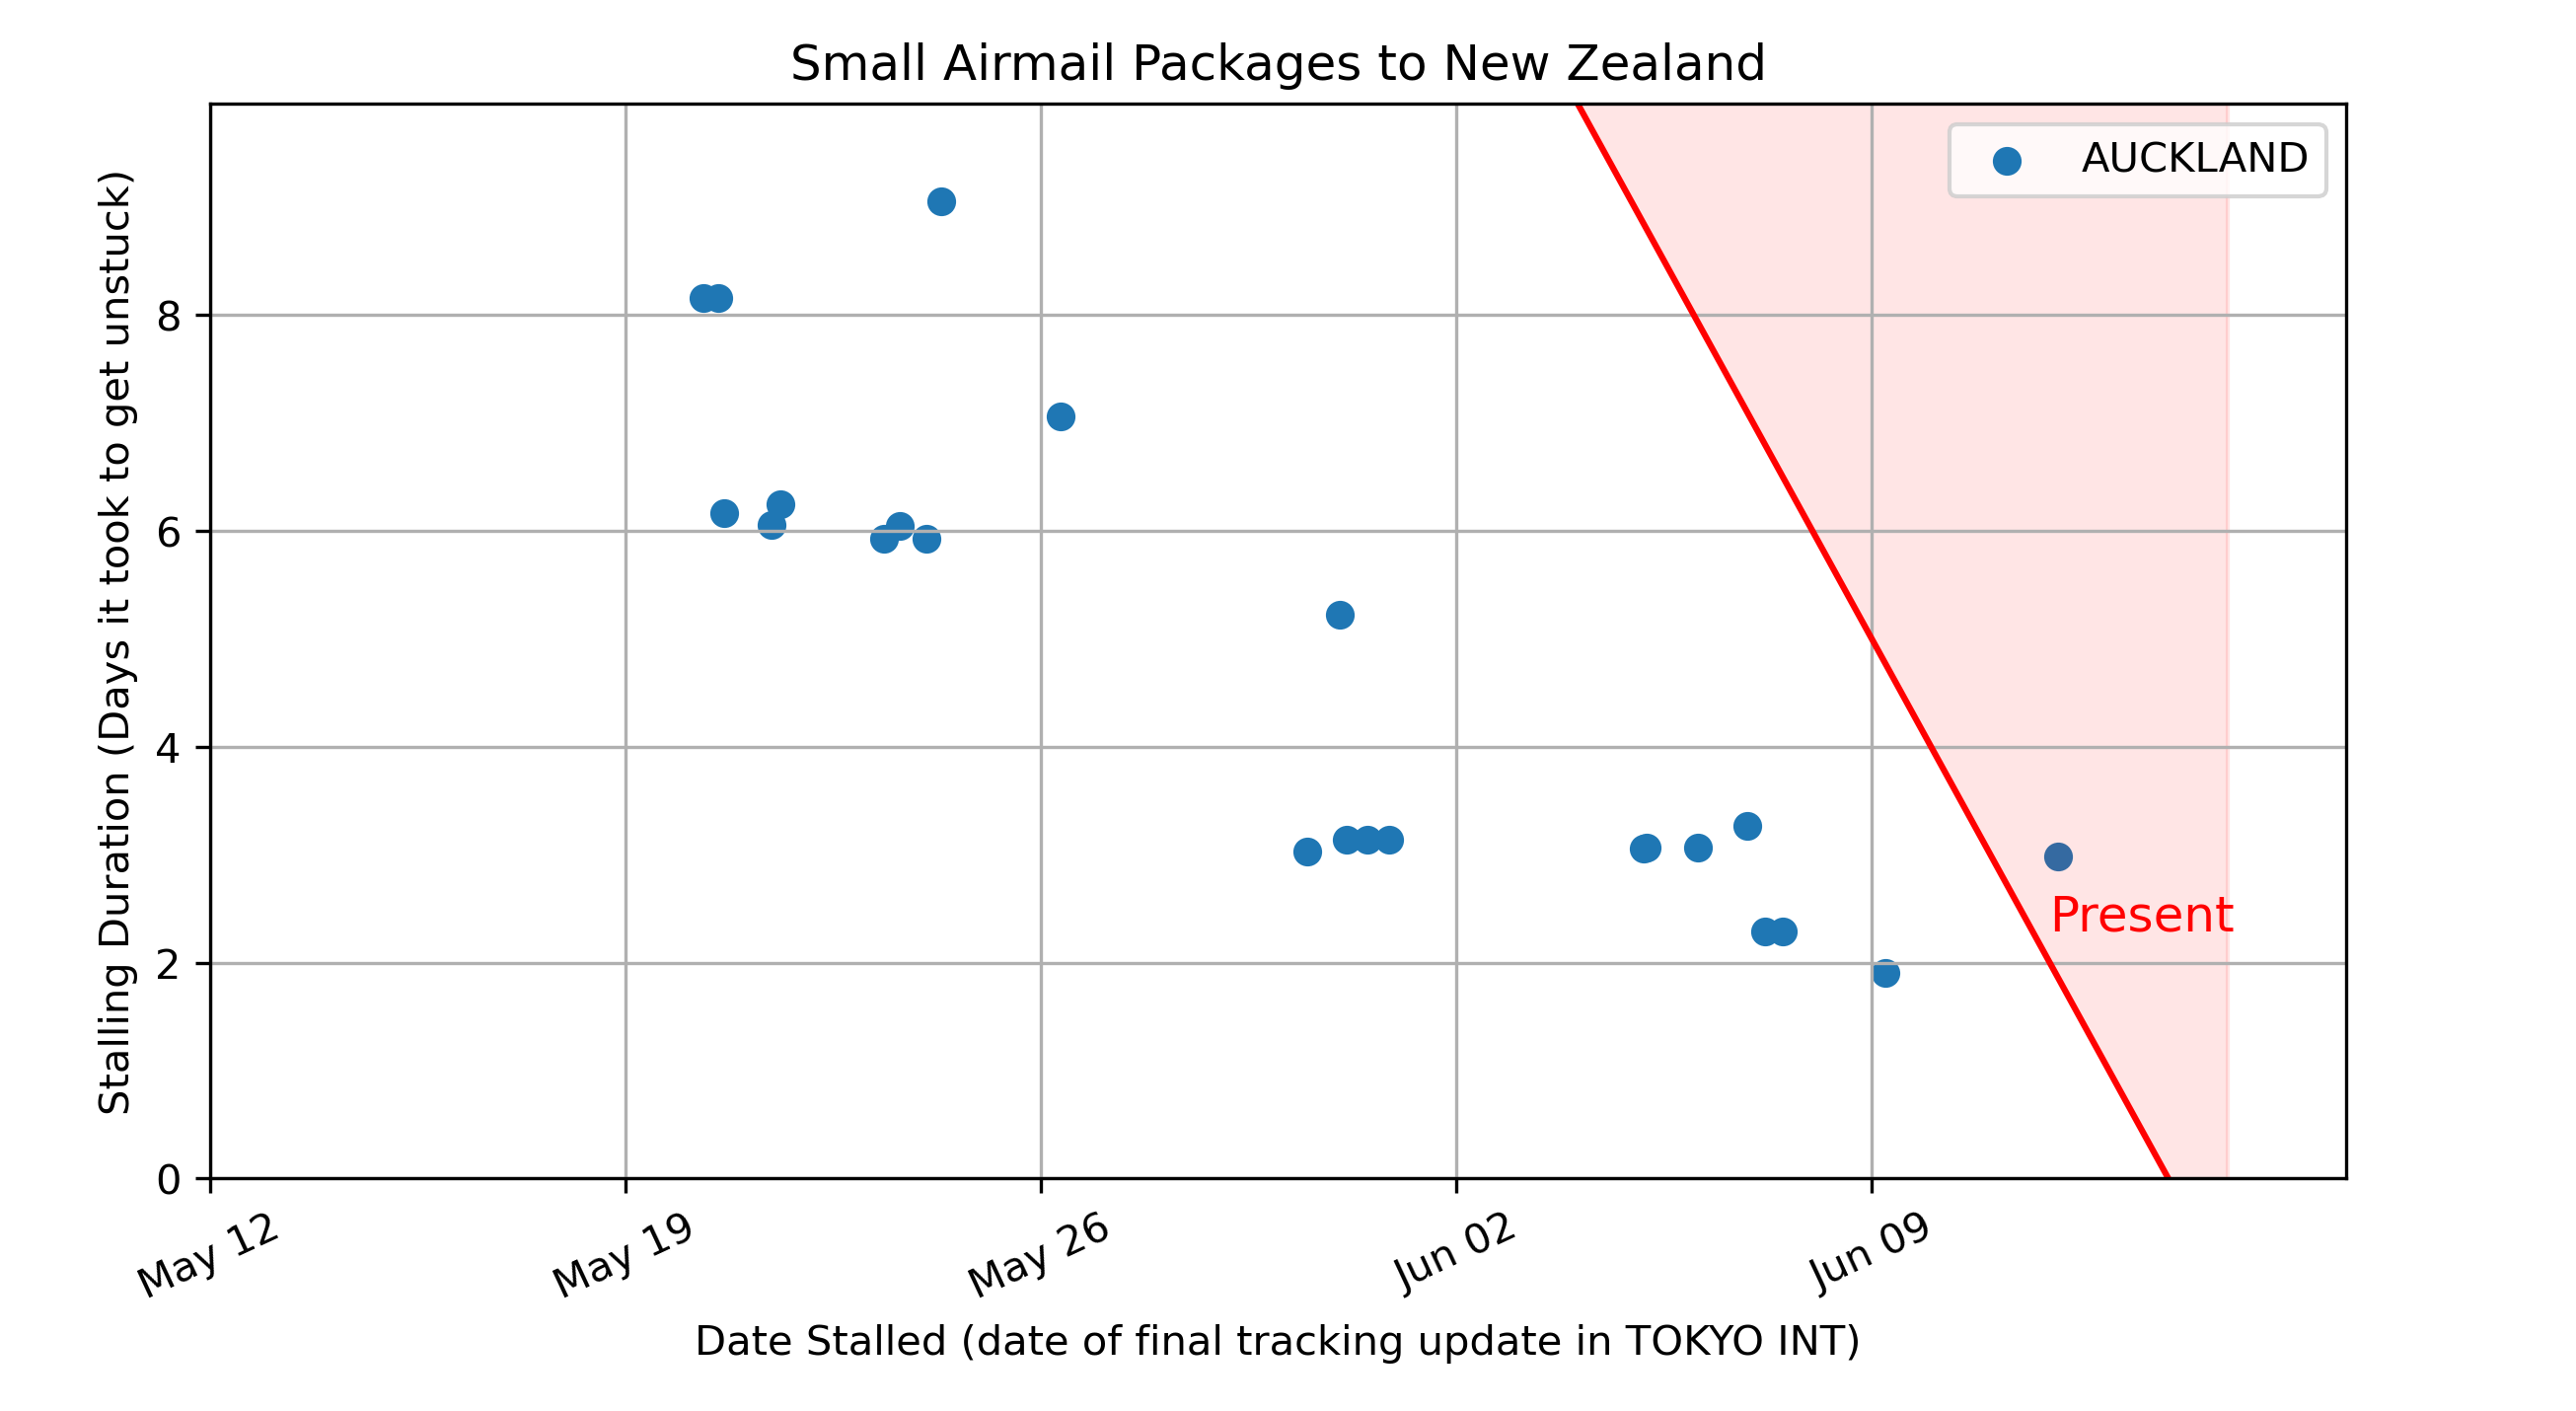 Small Airmail Packages to New Zealand
AUCKLAND
Stalling Duration (Days it took to get unstuck)
8
6
4
2
0
Present
May 12
May 19
May 26
Jun 02
Jun 09
Date Stalled (date of final tracking update in TOKYO INT)